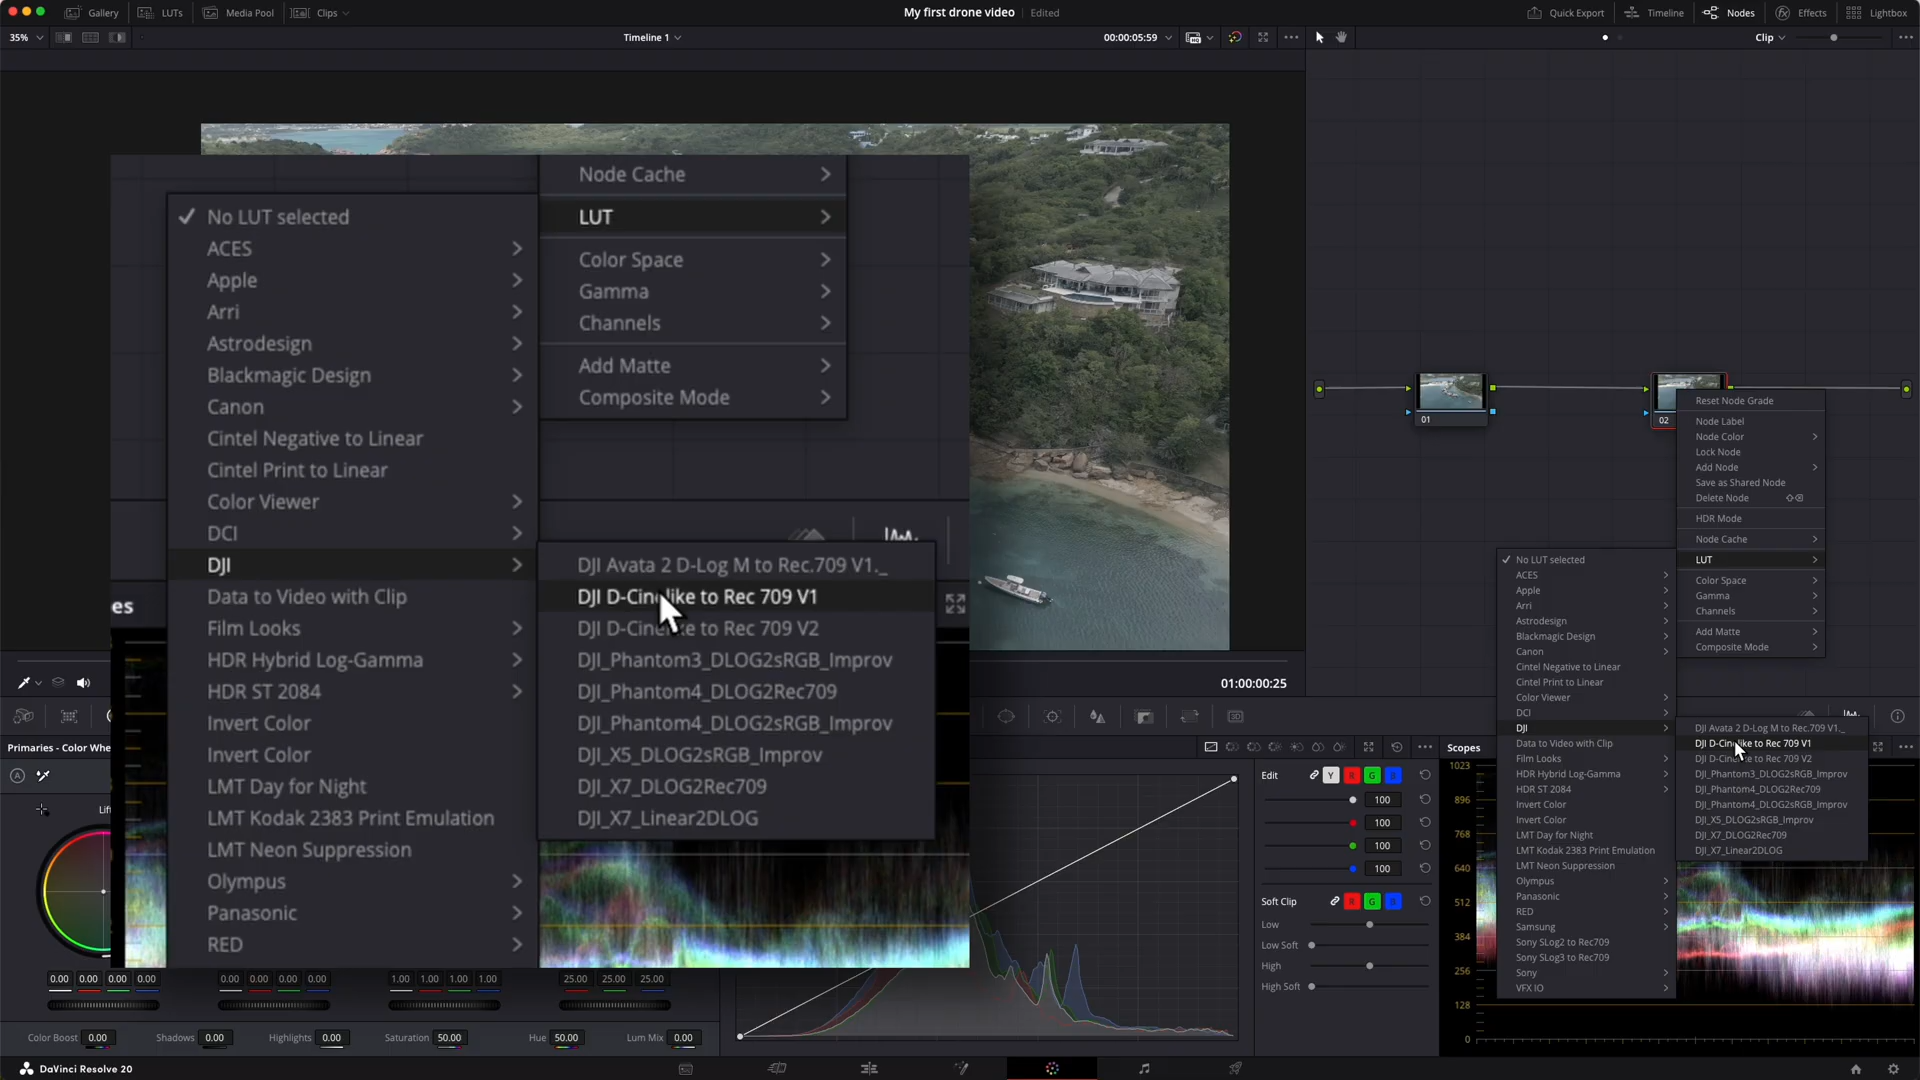 Gallery
LUTs
Media Pool
Clips
My first drone video
Edited
Quick Export
Timeline
Nodes
Effects
Lightbox
35%
Timeline 1
00:00:05:59
Clip
Node Cache
LUT
Color Space
Gamma
Channels
Add Matte
Composite Mode
No LUT selected
ACES
Apple
Arri
Astrodesign
Blackmagic Design
Canon
Cintel Negative to Linear
Cintel Print to Linear
Color Viewer
DCI
DJI
Data to Video with Clip
Film Looks
HDR Hybrid Log-Gamma
HDR ST 2084
Invert Color
Invert Color
LMT Day for Night
LMT Kodak 2383 Print Emulation
LMT Neon Suppression
Olympus
Panasonic
RED
DJI Avata 2 D-Log M to Rec.709 V1._
DJI D-Cinelike to Rec 709 V1
DJI D-Cinelike to Rec 709 V2
DJI_Phantom3_DLOG2sRGB_Improv
DJI_Phantom4_DLOG2Rec709
DJI_Phantom4_DLOG2sRGB_Improv
DJI_X5_DLOG2sRGB_Improv
DJI_X7_DLOG2Rec709
DJI_X7_Linear2DLOG
es
01
02
Reset Node Grade
Node Label
Node Color
Lock Node
Add Node
Save as Shared Node
Delete Node
HDR Mode
Node Cache
LUT
Color Space
Gamma
Channels
Add Matte
Composite Mode
No LUT selected
ACES
Apple
Arri
Astrodesign
Blackmagic Design
Canon
Cintel Negative to Linear
Cintel Print to Linear
Color Viewer
DCI
DJI
Data to Video with Clip
Film Looks
HDR Hybrid Log-Gamma
HDR ST 2084
Invert Color
Invert Color
LMT Day for Night
LMT Kodak 2383 Print Emulation
LMT Neon Suppression
Olympus
Panasonic
RED
Samsung
Sony SLog2 to Rec709
Sony SLog3 to Rec709
Sony
VFX IO
DJI Avata 2 D-Log M to Rec.709 V1._
DJI D-Cinelike to Rec 709 V1
DJI D-Cinelike to Rec 709 V2
DJI_Phantom3_DLOG2sRGB_Improv
DJI_Phantom4_DLOG2Rec709
DJI_Phantom4_DLOG2sRGB_Improv
DJI_X5_DLOG2sRGB_Improv
DJI_X7_DLOG2Rec709
DJI_X7_Linear2DLOG
01:00:00:25
3D
Primaries - Color Whe
A
Lif
0.00 0.00 0.00 0.00
0.00 0.00 0.00 0.00
1.00 1.00 1.00 1.00
25.00 25.00 25.00
Color Boost 0.00
Shadows 0.00
Highlights 0.00
Saturation 50.00
Hue 50.00
Lum Mix 0.00
Edit Y R G B
100
100
100
100
Soft Clip R G B
Low
Low Soft
High
High Soft
Scopes
1023
896
768
640
512
384
256
128
0
DaVinci Resolve 20